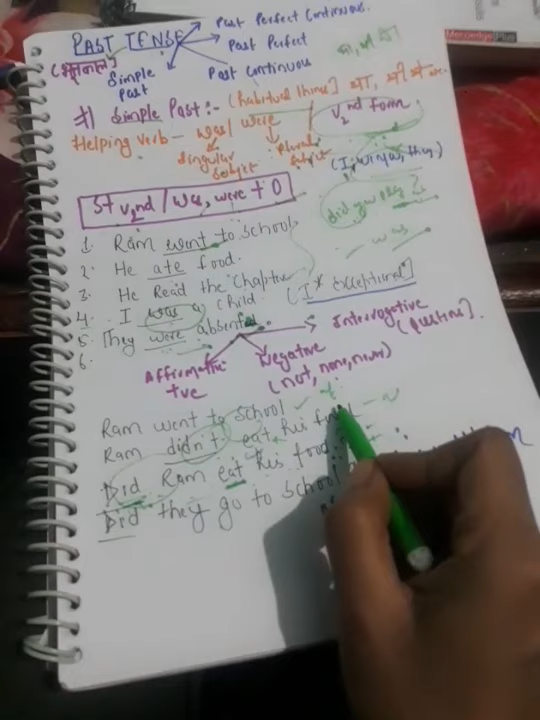 Past Perfect Continuous.
PAST TENSE
Past Perfect
(भूतकाल)
Simple Past
Past Continuous
था, थी, थे
1) Simple Past :- (habitual things) था, थी, थे
Helping verb - was/were
V2nd form
Singular subject
Plural subject
(I, we, you, they)
S + V2nd / was, were + O
did you play?
was
1. Ram went to School
2. He ate food.
3. He Read the Chapter
4. I was a child. [I* exceptional]
5. They were absent
6.
Affirmative
+ve
Negative
(not, none, never)
Interrogative
(Questions).
Ram went to School
Ram didn't eat his food
Did Ram eat his food
Did they go to School